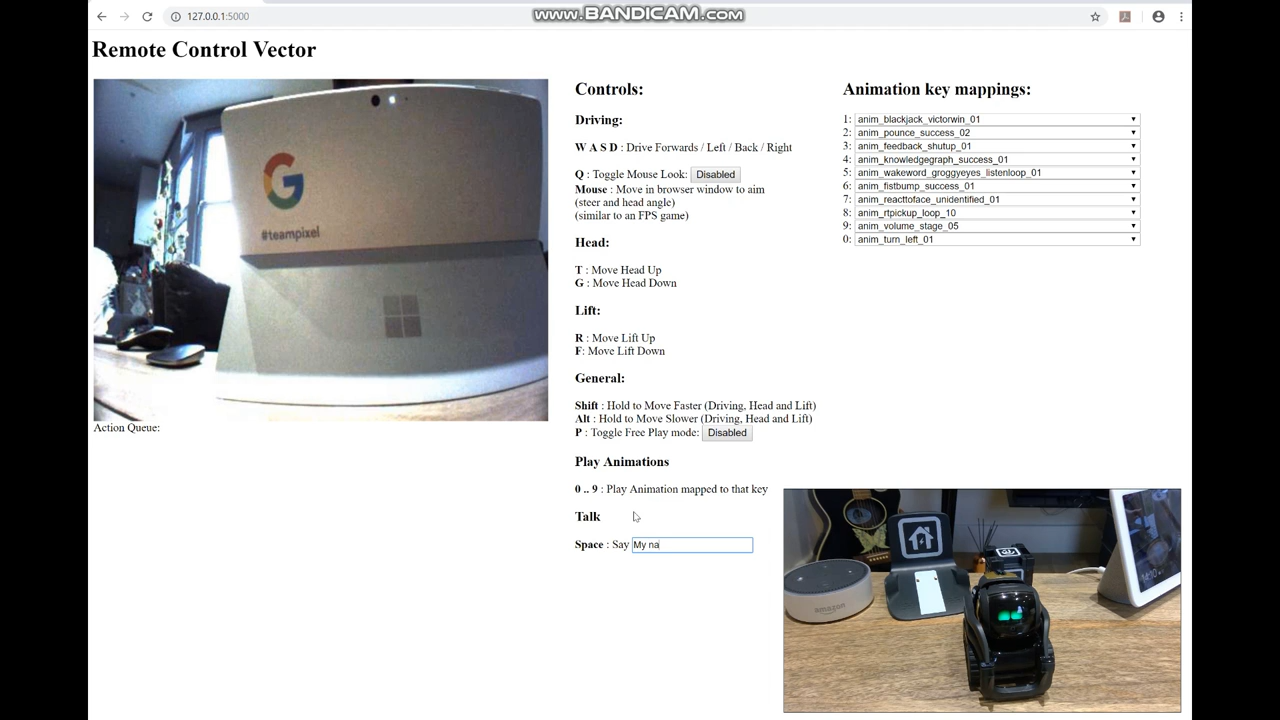 www.BANDICAM.com
127.0.0.1:5000
Remote Control Vector
G
#teampixel
Action Queue:
Controls:
Driving:
W A S D : Drive Forwards / Left / Back / Right
Q : Toggle Mouse Look: Disabled
Mouse : Move in browser window to aim
(steer and head angle)
(similar to an FPS game)
Head:
T : Move Head Up
G : Move Head Down
Lift:
R : Move Lift Up
F: Move Lift Down
General:
Shift : Hold to Move Faster (Driving, Head and Lift)
Alt : Hold to Move Slower (Driving, Head and Lift)
P : Toggle Free Play mode: Disabled
Play Animations
0 .. 9 : Play Animation mapped to that key
Talk
Space : Say My na
Animation key mappings:
1: anim_blackjack_victorwin_01
2: anim_pounce_success_02
3: anim_feedback_shutup_01
4: anim_knowledgegraph_success_01
5: anim_wakeword_groggyeyes_listenloop_01
6: anim_fistbump_success_01
7: anim_reacttoface_unidentified_01
8: anim_rtpickup_loop_10
9: anim_volume_stage_05
0: anim_turn_left_01
amazon